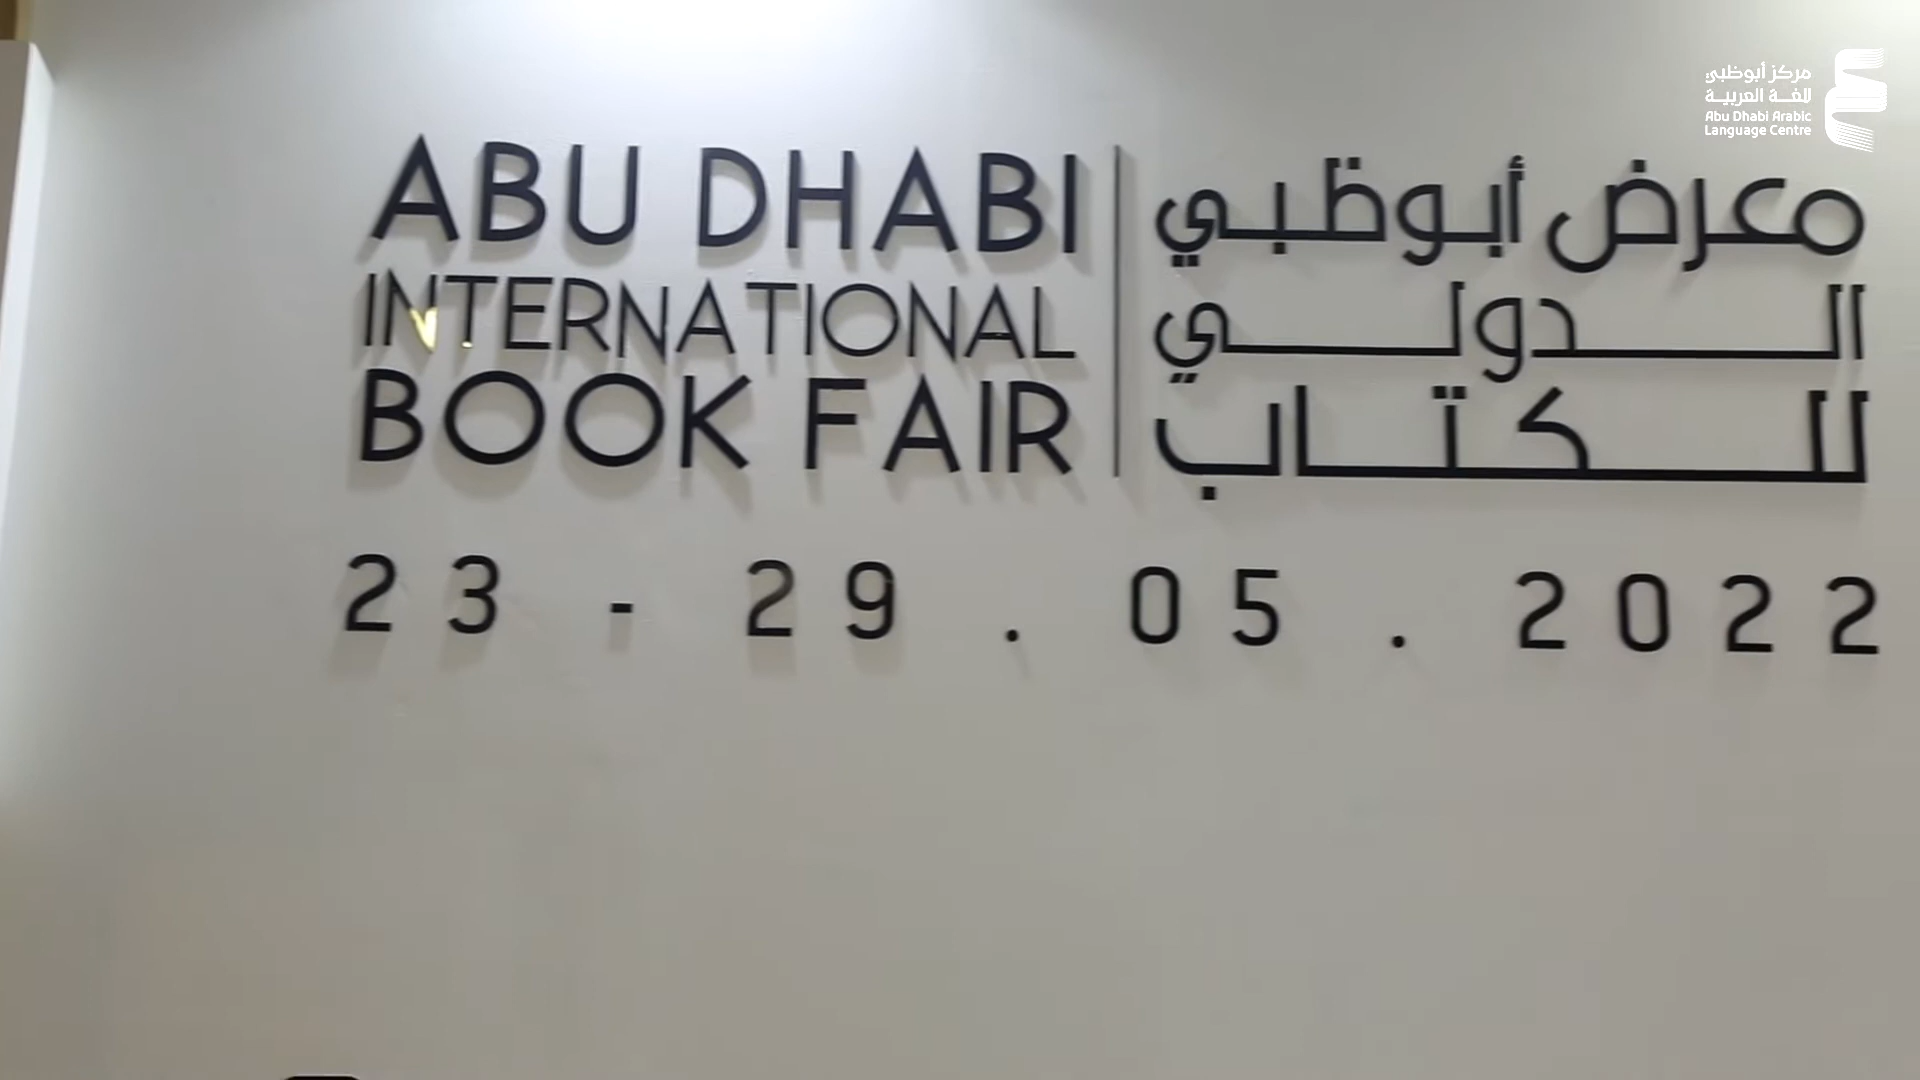 ABU DHABI
INTERNATIONAL
BOOK FAIR
معرض أبوظبي
الدولي
للكتاب
23 - 29 . 05 . 2022
مركز أبوظبي
للغة العربية
Abu Dhabi Arabic
Language Centre